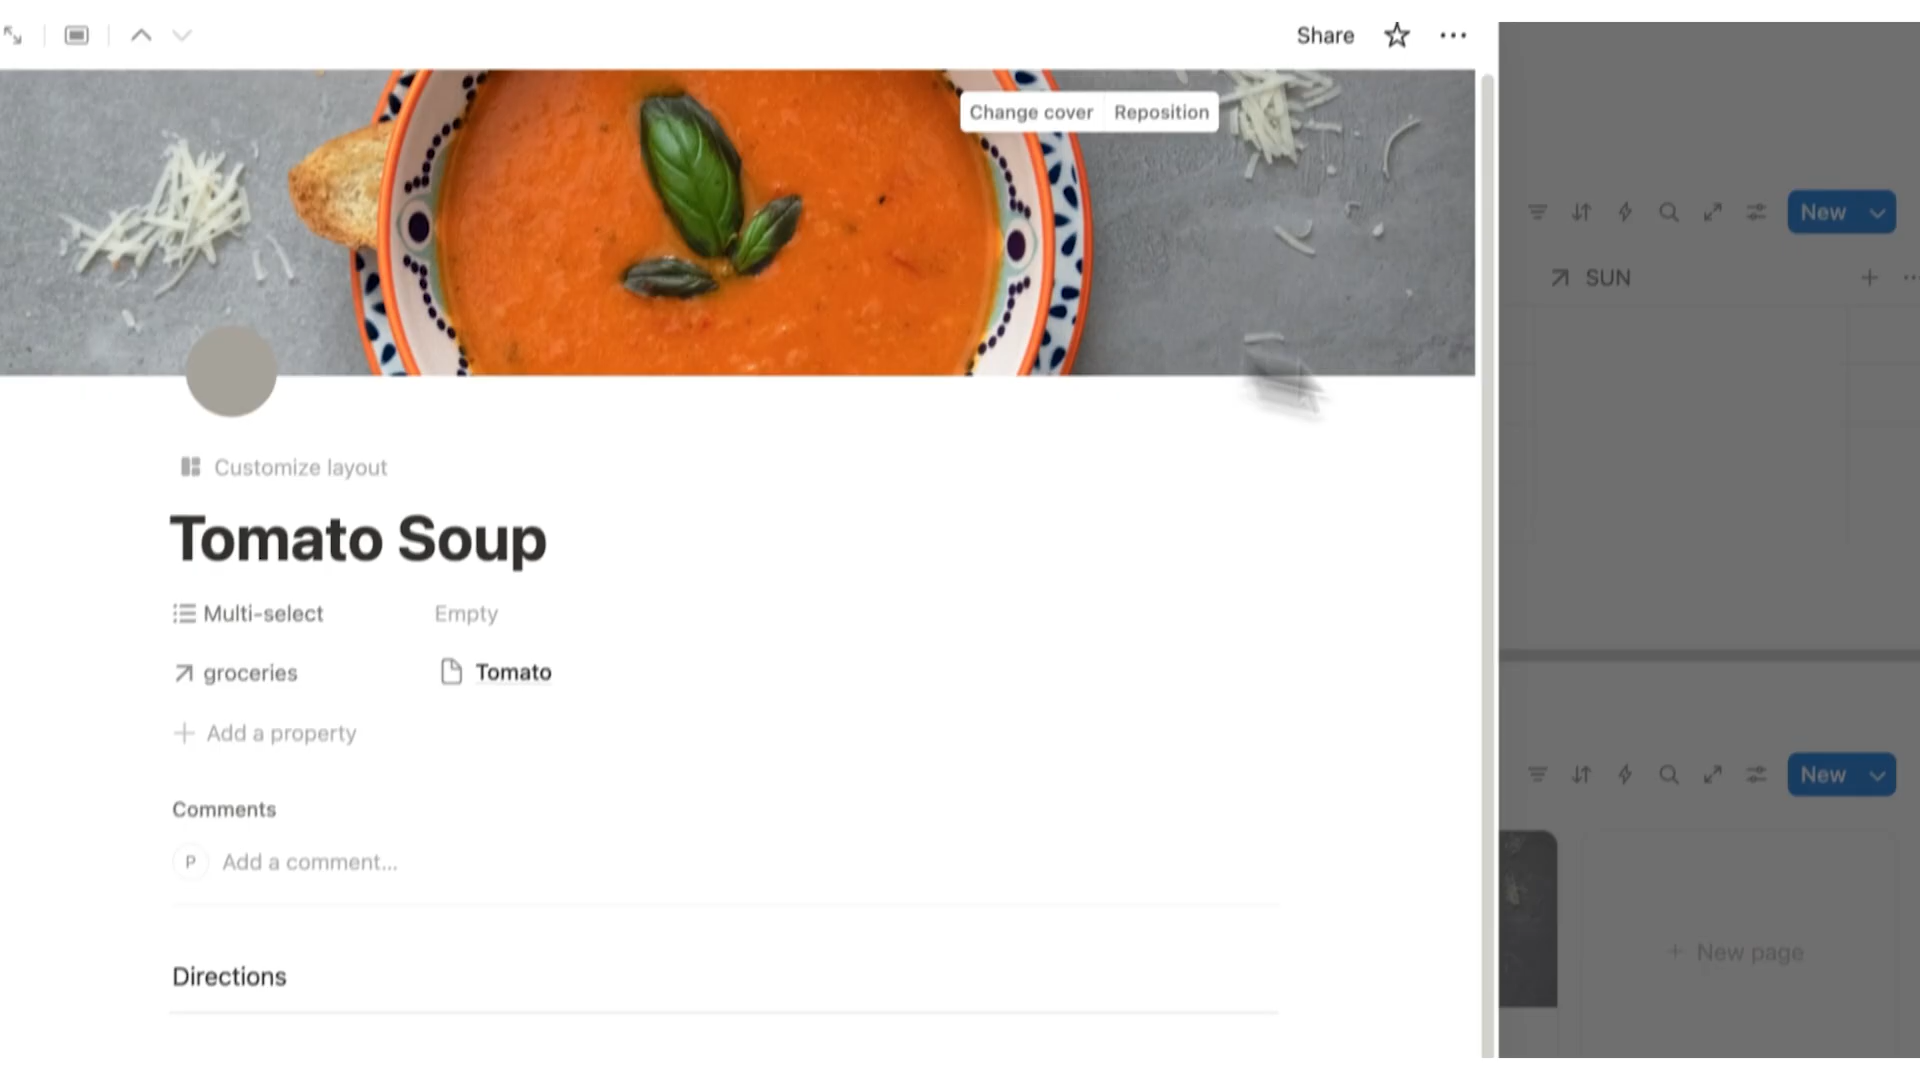 Share
Change cover Reposition
New
SUN
Customize layout
Tomato Soup
Multi-select Empty
groceries Tomato
Add a property
New
Comments
P Add a comment...
New page
Directions